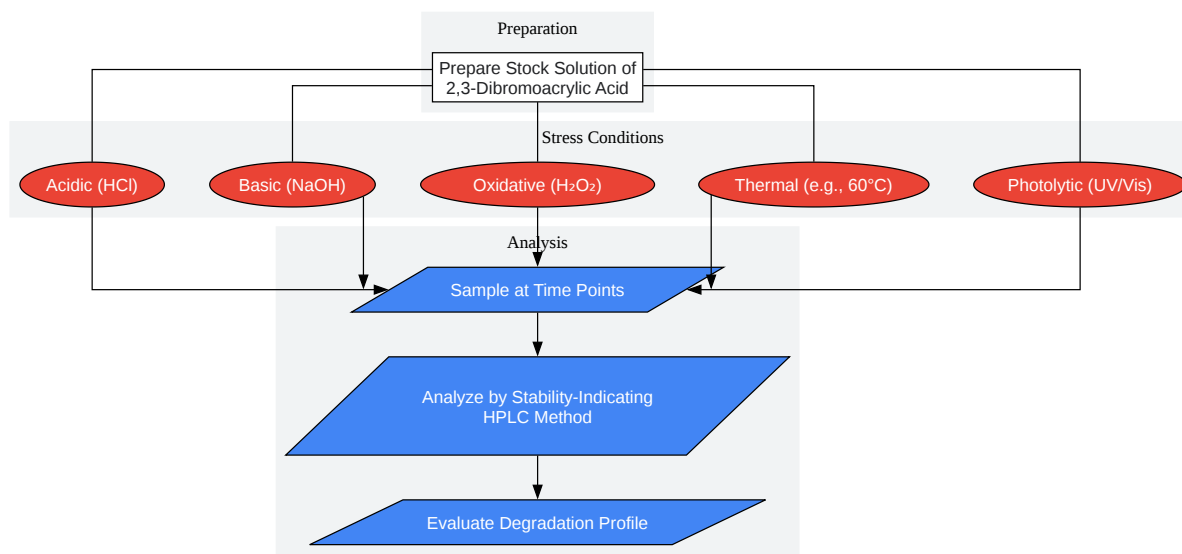 Preparation
Prepare Stock Solution of
2,3-Dibromoacrylic Acid
Stress Conditions
Acidic (HCl)
Basic (NaOH)
Oxidative (H₂O₂)
Thermal (e.g., 60°C)
Photolytic (UV/Vis)
Analysis
Sample at Time Points
Analyze by Stability-Indicating
HPLC Method
Evaluate Degradation Profile